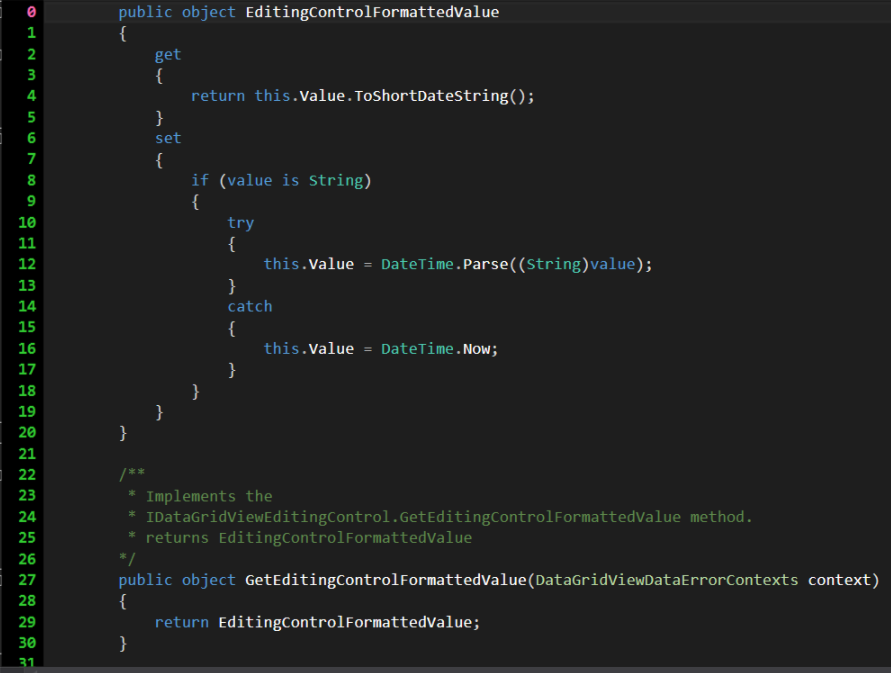 0 public object EditingControlFormattedValue
1 {
2 get
3 {
4 return this.Value.ToShortDateString();
5 }
6 set
7 {
8 if (value is String)
9 {
10 try
11 {
12 this.Value = DateTime.Parse((String)value);
13 }
14 catch
15 {
16 this.Value = DateTime.Now;
17 }
18 }
19 }
20 }
21
22 /**
23 * Implements the
24 * IDataGridViewEditingControl.GetEditingControlFormattedValue method.
25 * returns EditingControlFormattedValue
26 */
27 public object GetEditingControlFormattedValue(DataGridViewDataErrorContexts context)
28 {
29 return EditingControlFormattedValue;
30 }
31